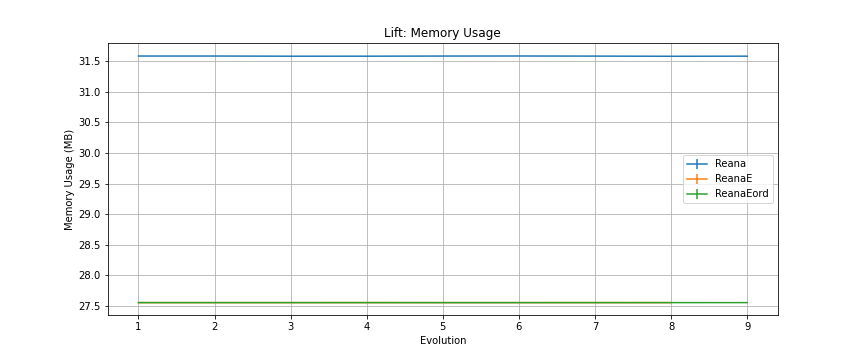 Lift: Memory Usage
Memory Usage (MB)
31.5
31.0
30.5
30.0
29.5
29.0
28.5
28.0
27.5
Reana
ReanaE
ReanaEord
1 2 3 4 5 6 7 8 9
Evolution